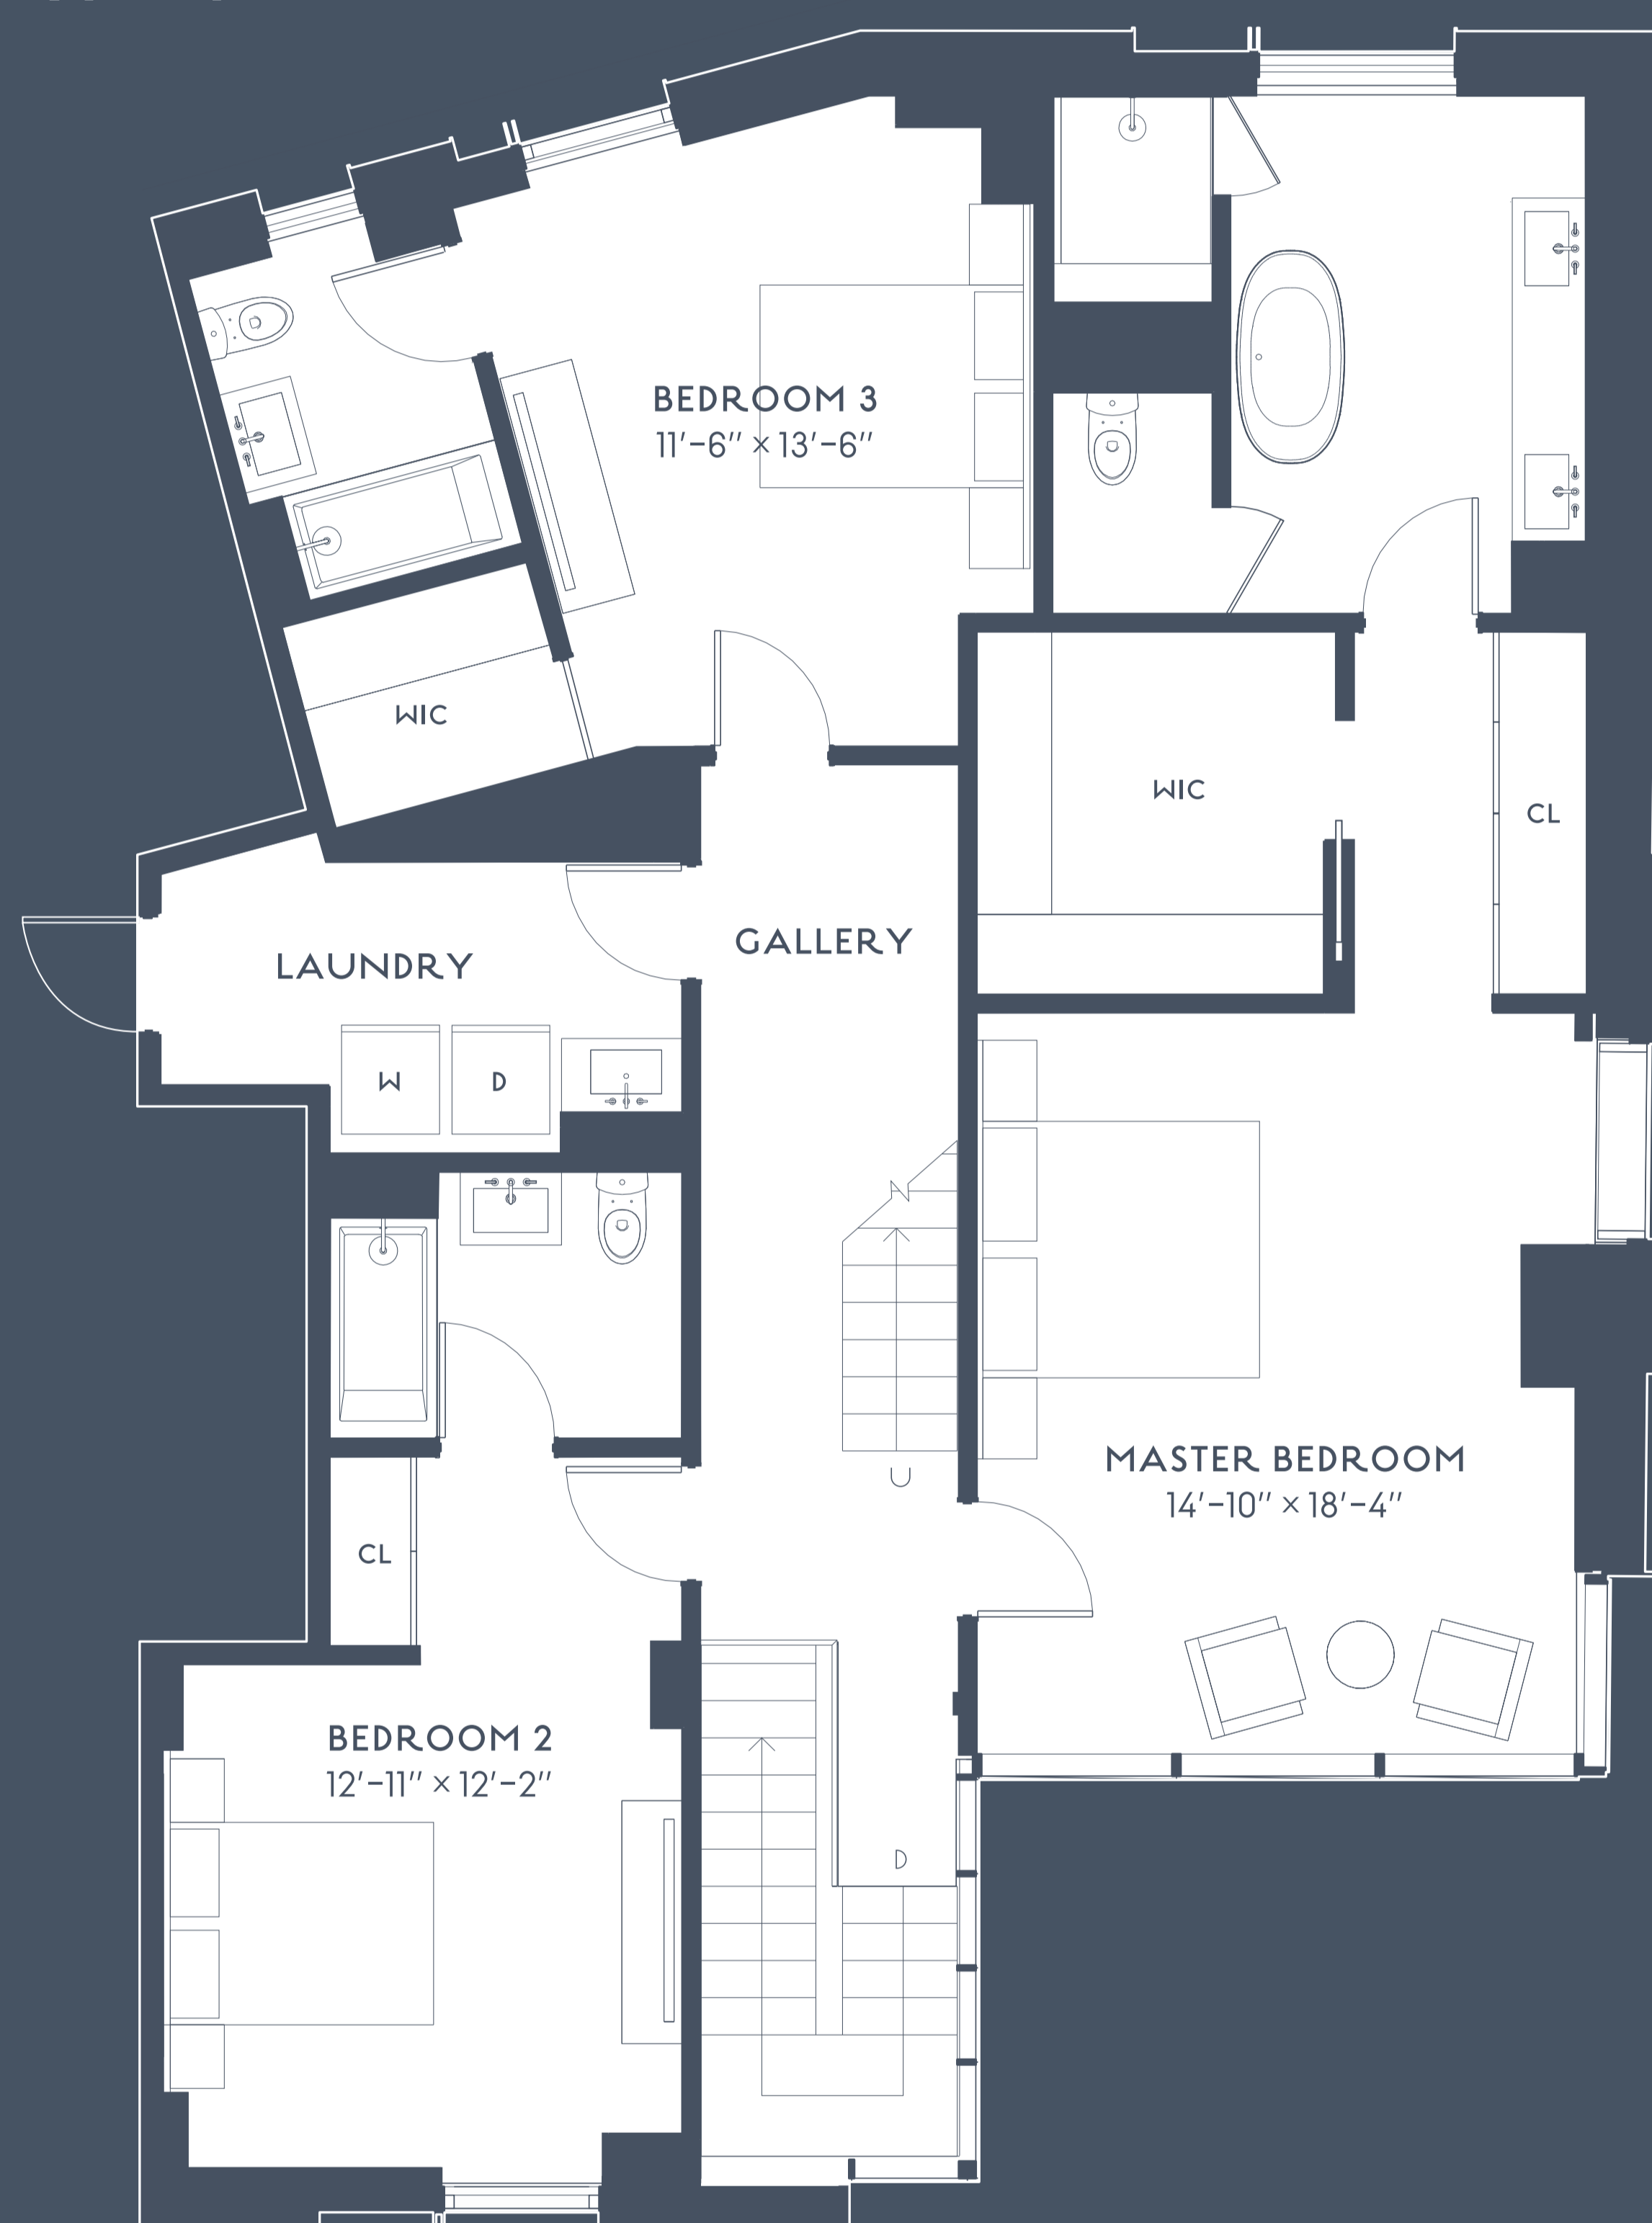 BEDROOM 3
11'-6" × 13'-6"
WIC
WIC
CL
GALLERY
LAUNDRY
W
D
U
MASTER BEDROOM
14'-10" × 18'-4"
CL
BEDROOM 2
12'-11" × 12'-2"
D